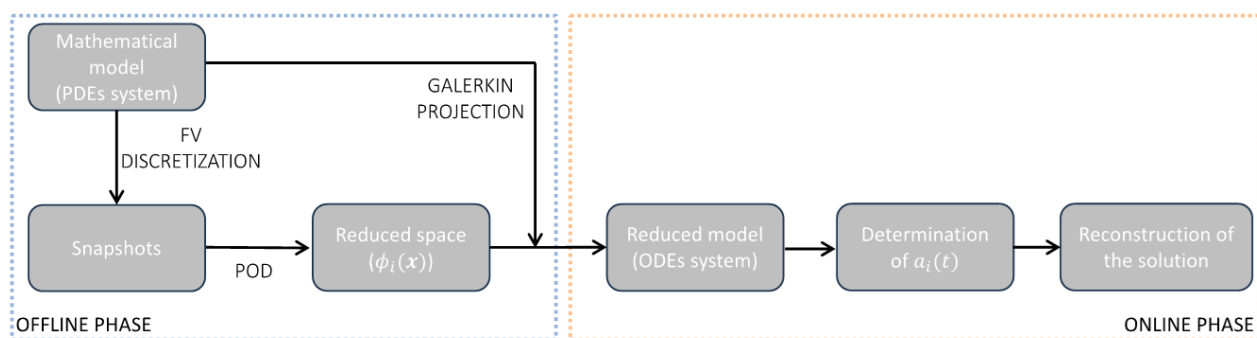 Mathematical
model
(PDEs system)
GALERKIN
PROJECTION
FV
DISCRETIZATION
Snapshots
POD
Reduced space
(ϕᵢ(𝒙))
Reduced model
(ODEs system)
Determination
of 𝑎ᵢ(𝑡)
Reconstruction of
the solution
OFFLINE PHASE
ONLINE PHASE